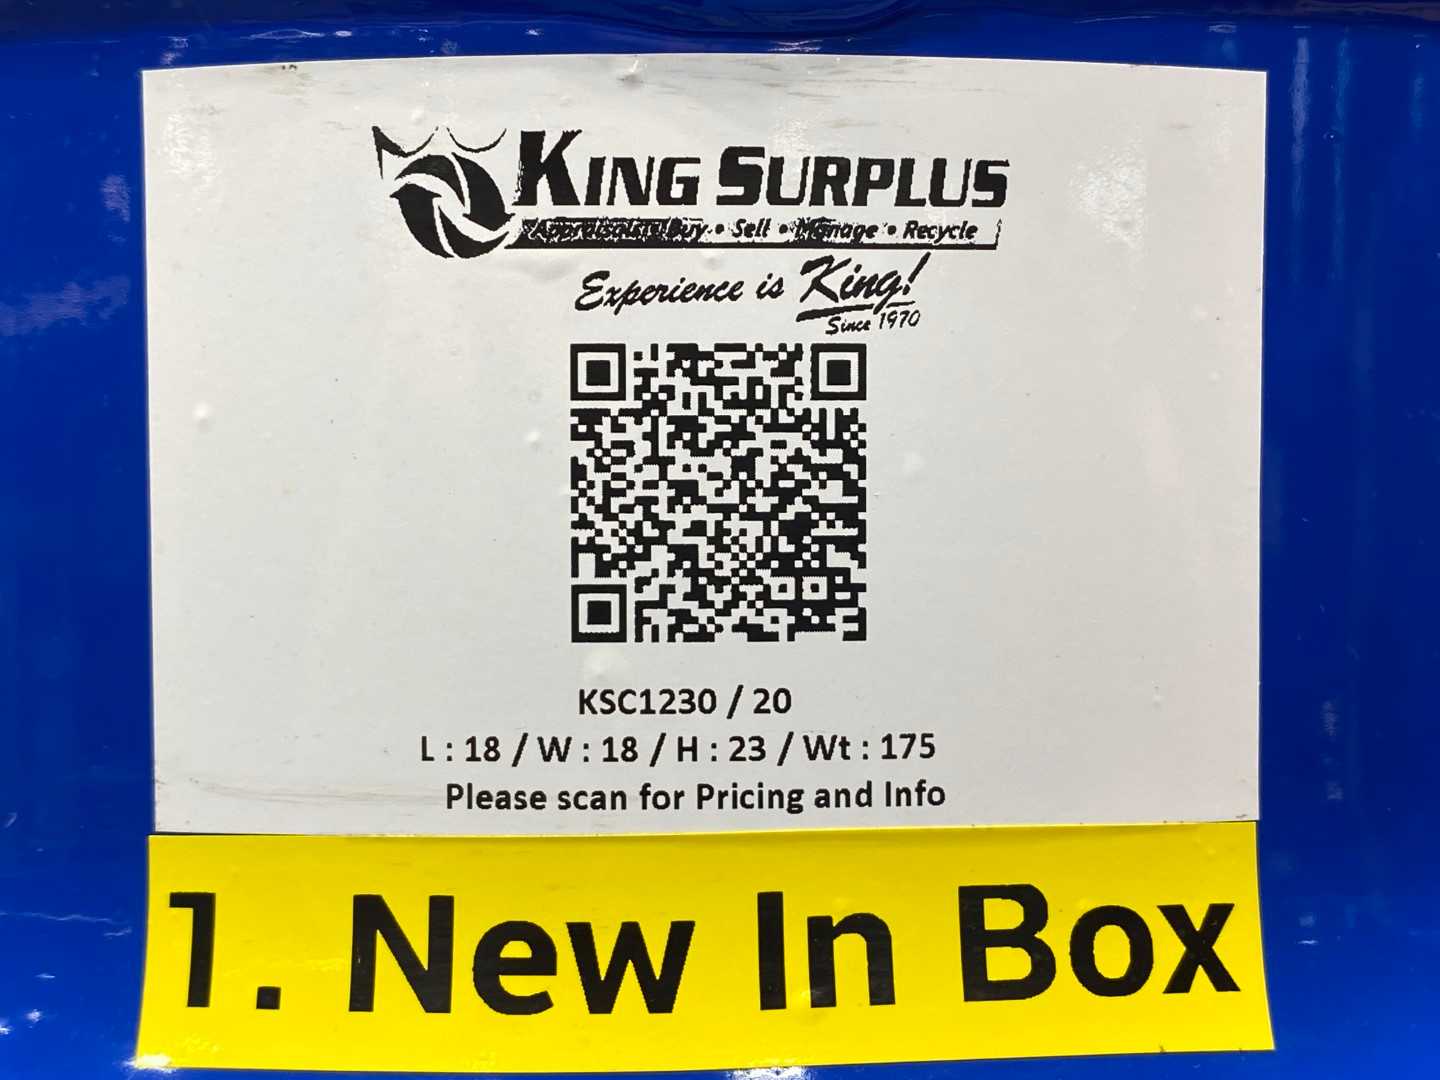 KING SURPLUS
Appraisals • Buy • Sell • Manage • Recycle
Experience is King!
Since 1970
KSC1230 / 20
L : 18 / W : 18 / H : 23 / Wt : 175
Please scan for Pricing and Info
1. New In Box